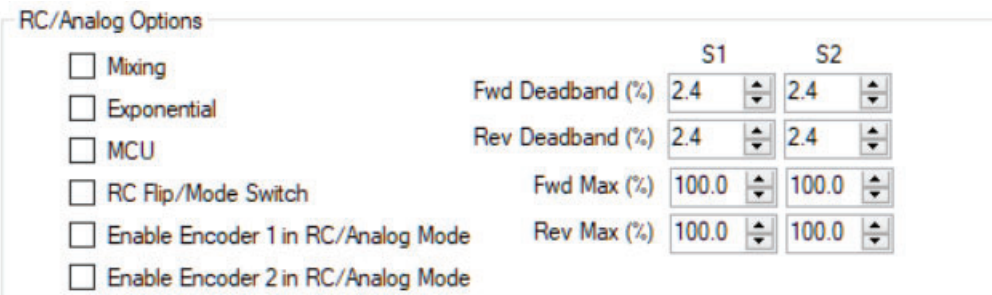 RC/Analog Options
S1 S2
Mixing
Fwd Deadband (%) 2.4 2.4
Exponential
Rev Deadband (%) 2.4 2.4
MCU
Fwd Max (%) 100.0 100.0
RC Flip/Mode Switch
Rev Max (%) 100.0 100.0
Enable Encoder 1 in RC/Analog Mode
Enable Encoder 2 in RC/Analog Mode